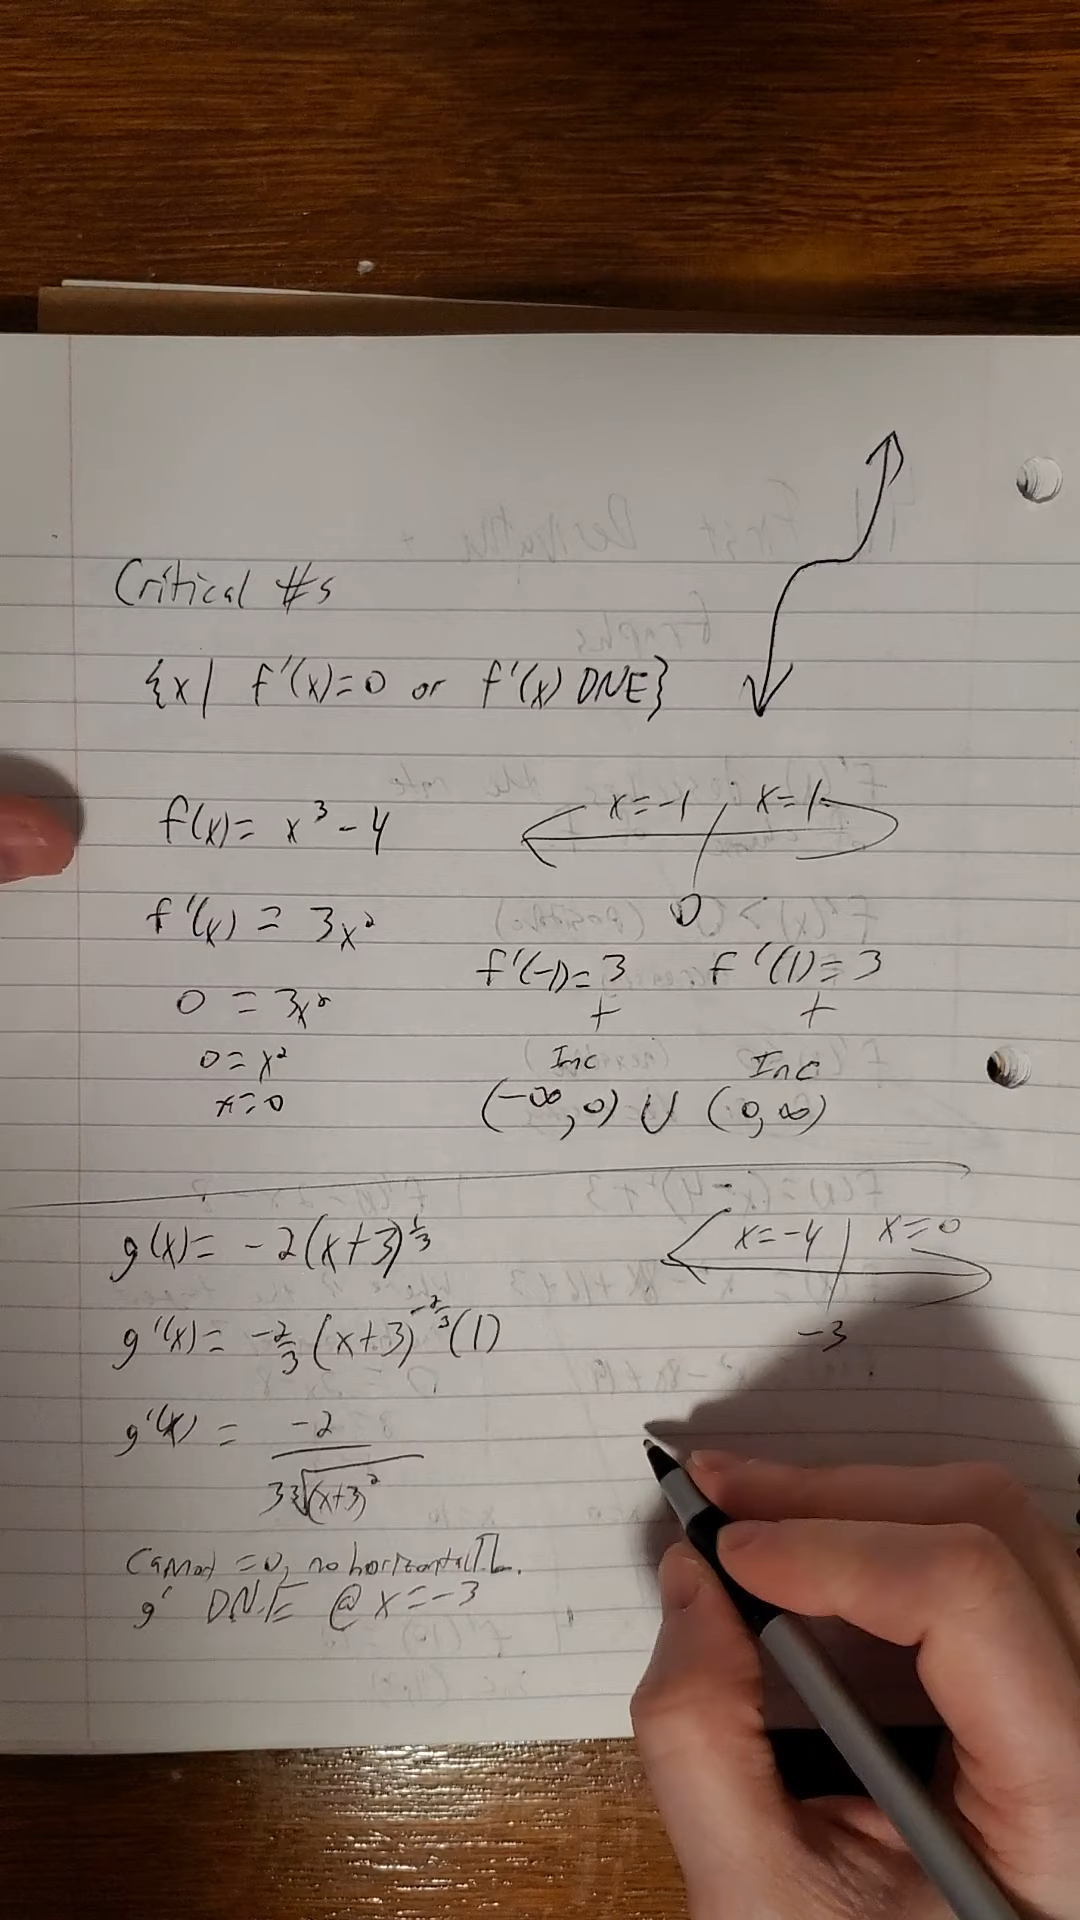 Critical #s
{x| f'(x)=0 or f'(x) DNE}
f(x)= x³-4
x=-1 x=1
0
f'(x) = 3x²
f'(-1)=3 f'(1)=3
+ +
0 = 3x²
0=x²
x=0
Inc Inc
(-∞,0) ∪ (0,∞)
g(x)= -2(x+3)^1/3
x=-4 x=0
-3
g'(x)= -2/3 (x+3)^-2/3 (1)
g'(x) = -2 / 3∛(x+3)²
Cannot =0, no horizontal TL.
g' DNE @ x=-3